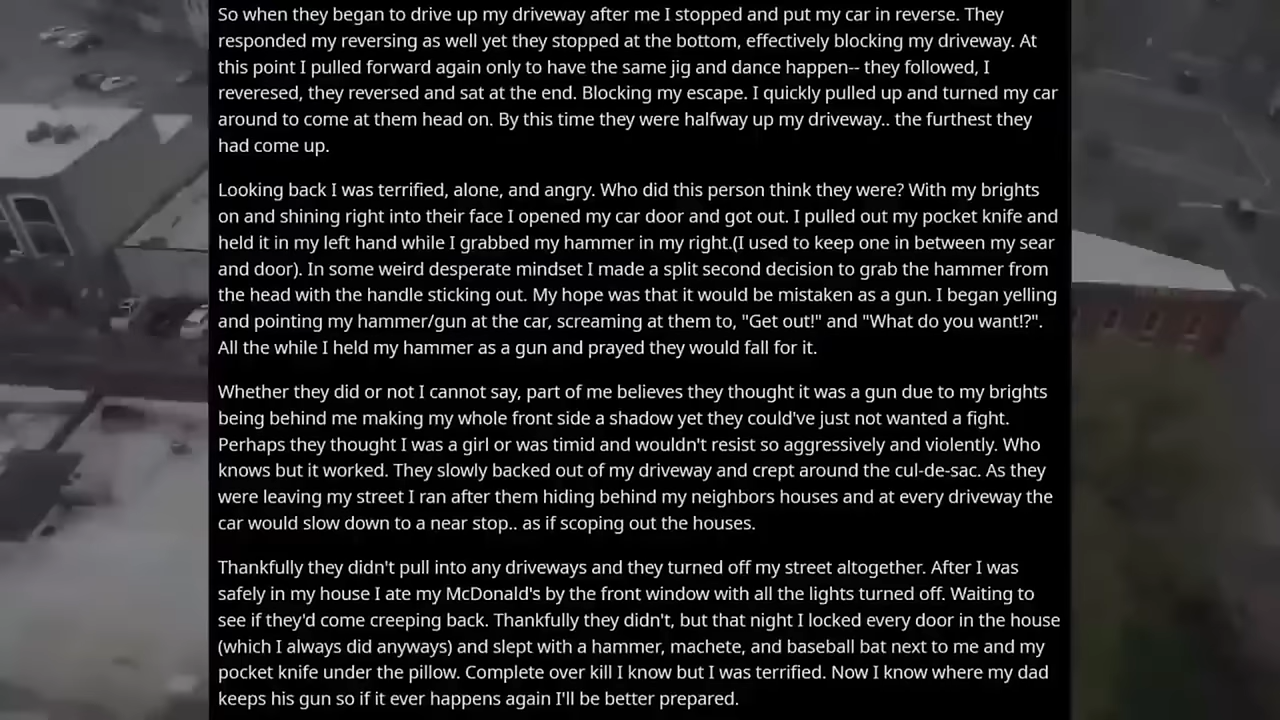 So when they began to drive up my driveway after me I stopped and put my car in reverse. They
responded my reversing as well yet they stopped at the bottom, effectively blocking my driveway. At
this point I pulled forward again only to have the same jig and dance happen-- they followed, I
reveresed, they reversed and sat at the end. Blocking my escape. I quickly pulled up and turned my car
around to come at them head on. By this time they were halfway up my driveway.. the furthest they
had come up.
Looking back I was terrified, alone, and angry. Who did this person think they were? With my brights
on and shining right into their face I opened my car door and got out. I pulled out my pocket knife and
held it in my left hand while I grabbed my hammer in my right.(I used to keep one in between my sear
and door). In some weird desperate mindset I made a split second decision to grab the hammer from
the head with the handle sticking out. My hope was that it would be mistaken as a gun. I began yelling
and pointing my hammer/gun at the car, screaming at them to, "Get out!" and "What do you want!?".
All the while I held my hammer as a gun and prayed they would fall for it.
Whether they did or not I cannot say, part of me believes they thought it was a gun due to my brights
being behind me making my whole front side a shadow yet they could've just not wanted a fight.
Perhaps they thought I was a girl or was timid and wouldn't resist so aggressively and violently. Who
knows but it worked. They slowly backed out of my driveway and crept around the cul-de-sac. As they
were leaving my street I ran after them hiding behind my neighbors houses and at every driveway the
car would slow down to a near stop.. as if scoping out the houses.
Thankfully they didn't pull into any driveways and they turned off my street altogether. After I was
safely in my house I ate my McDonald's by the front window with all the lights turned off. Waiting to
see if they'd come creeping back. Thankfully they didn't, but that night I locked every door in the house
(which I always did anyways) and slept with a hammer, machete, and baseball bat next to me and my
pocket knife under the pillow. Complete over kill I know but I was terrified. Now I know where my dad
keeps his gun so if it ever happens again I'll be better prepared.